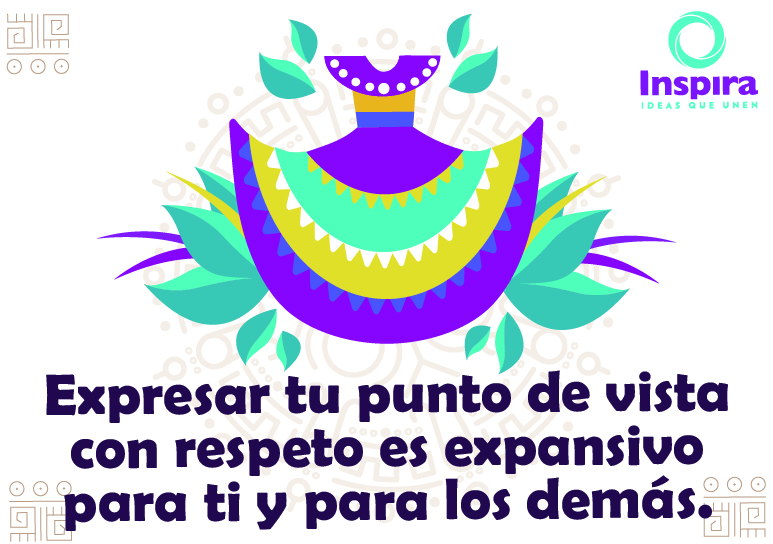 Inspira
IDEAS QUE UNEN
Expresar tu punto de vista
con respeto es expansivo
para ti y para los demás.